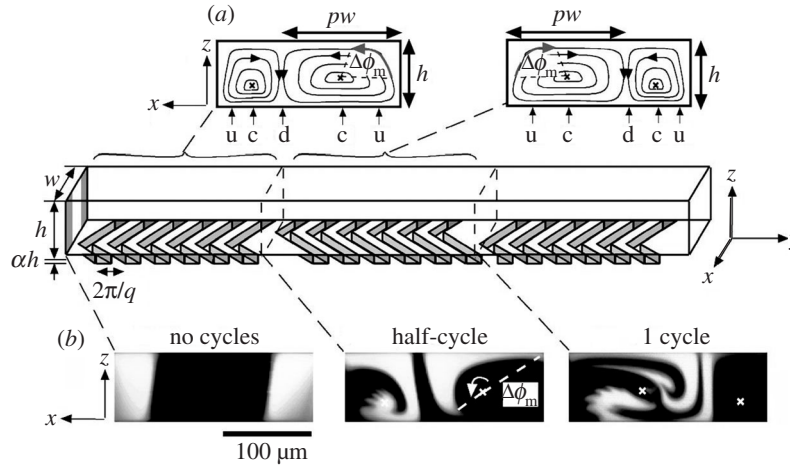 (a)
pw
pw
z
x
h
h
Δϕm
Δϕm
u c d c u
u c d c u
w
h
αh
2π/q
z
x
(b)
no cycles
half-cycle
1 cycle
z
x
Δϕm
100 µm